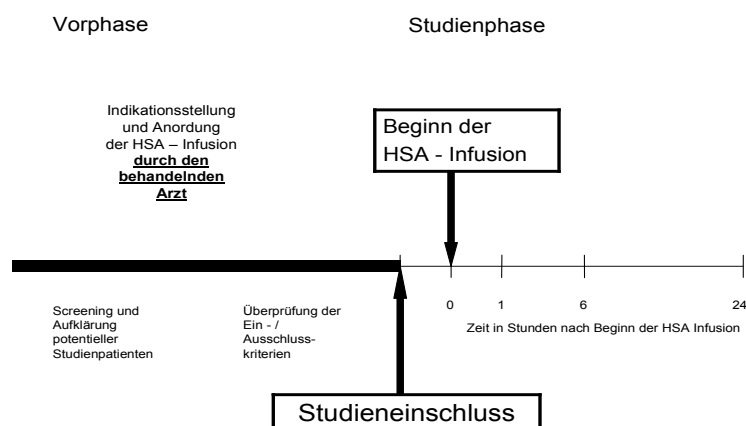 Vorphase
Studienphase
Indikationsstellung
und Anordung
der HSA – Infusion
durch den
behandelnden
Arzt
Beginn der
HSA - Infusion
0
1
6
24
Zeit in Stunden nach Beginn der HSA Infusion
Screening und
Aufklärung
potentieller
Studienpatienten
Überprüfung der
Ein - /
Ausschluss-
kriterien
Studieneinschluss